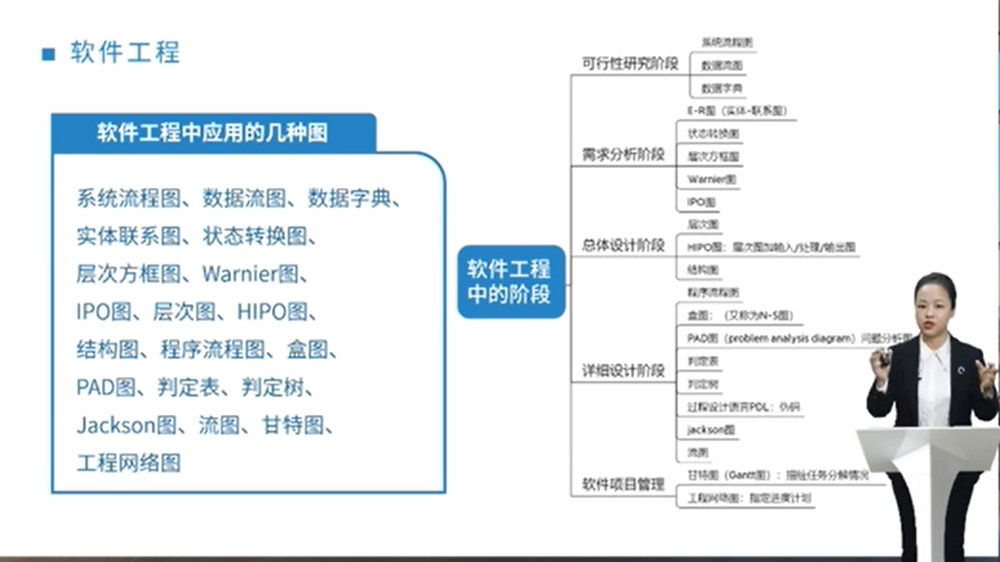 软件工程
软件工程中应用的几种图
系统流程图、数据流图、数据字典、
实体联系图、状态转换图、
层次方框图、Warnier图、
IPO图、层次图、HIPO图、
结构图、程序流程图、盒图、
PAD图、判定表、判定树、
Jackson图、流图、甘特图、
工程网络图
软件工程
中的阶段
可行性研究阶段
系统流程图
数据流图
数据字典
需求分析阶段
E-R图（实体-联系图）
状态转换图
层次方框图
Warnier图
IPO图
总体设计阶段
层次图
HIPO图：层次图加输入/处理/输出图
结构图
详细设计阶段
程序流程图
盒图：（又称为N-S图）
PAD图（problem analysis diagram）问题分析图
判定表
判定树
过程设计语言PDL：伪码
jackson图
流图
软件项目管理
甘特图（Gantt图）：描绘任务分解情况
工程网络图：指定进度计划